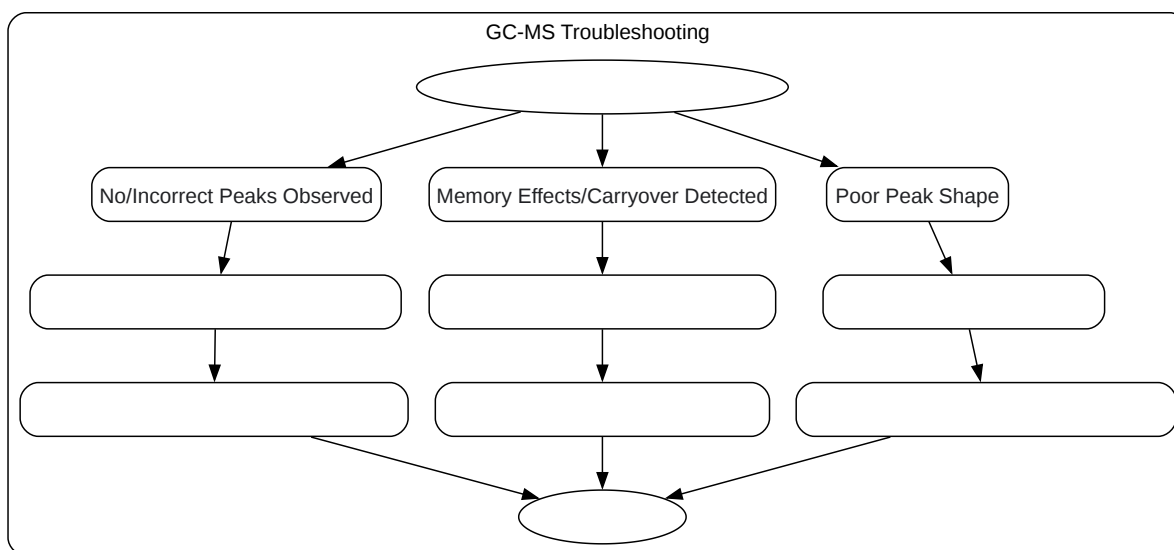 GC-MS Troubleshooting
No/Incorrect Peaks Observed
Memory Effects/Carryover Detected
Poor Peak Shape